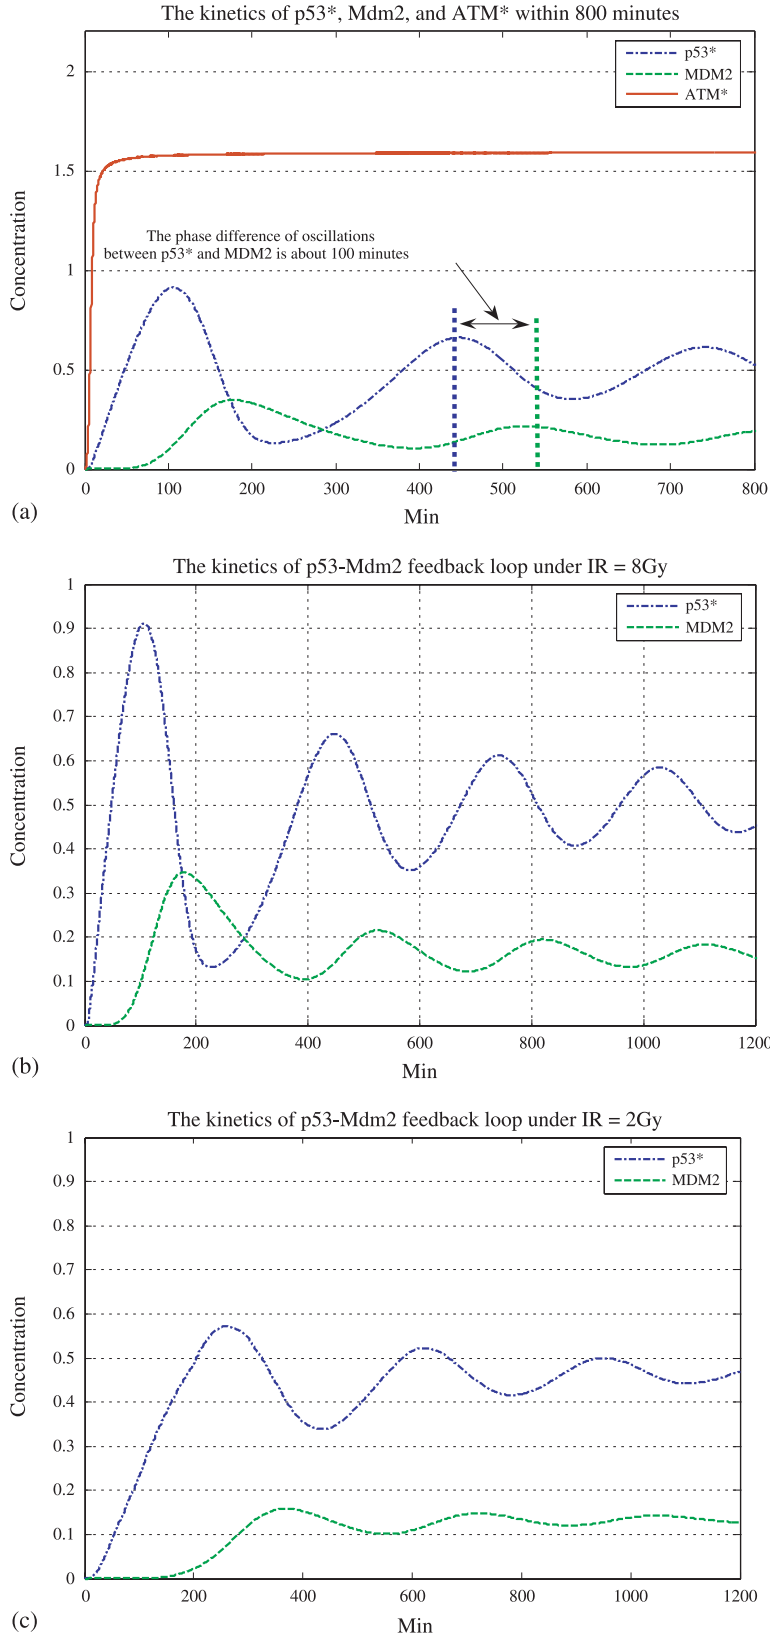 The kinetics of p53*, Mdm2, and ATM* within 800 minutes
p53*
MDM2
ATM*
2
1.5
1
0.5
0
Concentration
The phase difference of oscillations
between p53* and MDM2 is about 100 minutes
0 100 200 300 400 500 600 700 800
Min
(a)
The kinetics of p53-Mdm2 feedback loop under IR = 8Gy
p53*
MDM2
1
0.9
0.8
0.7
0.6
0.5
0.4
0.3
0.2
0.1
0
Concentration
0 200 400 600 800 1000 1200
Min
(b)
The kinetics of p53-Mdm2 feedback loop under IR = 2Gy
p53*
MDM2
1
0.9
0.8
0.7
0.6
0.5
0.4
0.3
0.2
0.1
0
Concentration
0 200 400 600 800 1000 1200
Min
(c)